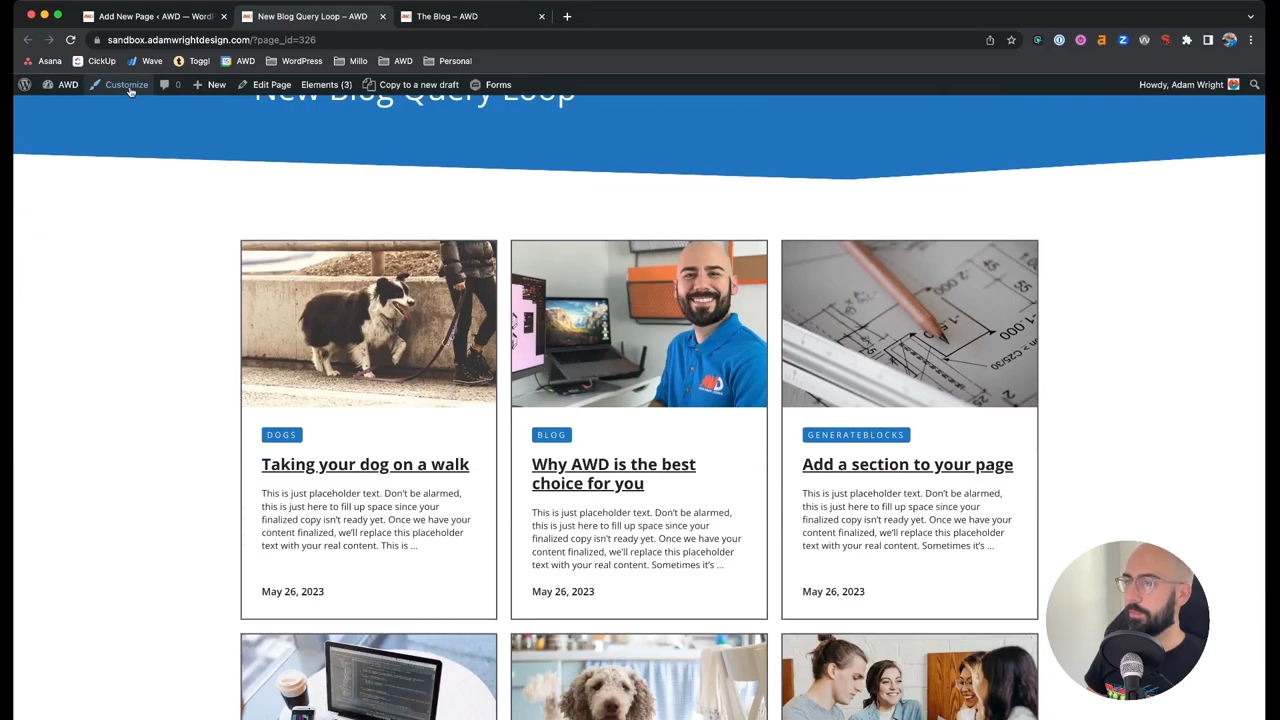 Add New Page ‹ AWD — WordP
New Blog Query Loop – AWD
The Blog – AWD
sandbox.adamwrightdesign.com/?page_id=326
Asana
CickUp
Wave
Toggl
AWD
WordPress
Millo
AWD
Personal
AWD
Customize
0
New
Edit Page
Elements (3)
Copy to a new draft
Forms
Howdy, Adam Wright
New Blog Query Loop
DOGS
Taking your dog on a walk
This is just placeholder text. Don't be alarmed,
this is just here to fill up space since your
finalized copy isn't ready yet. Once we have your
content finalized, we'll replace this placeholder
text with your real content. This is ...
May 26, 2023
AWD
BLOG
Why AWD is the best
choice for you
This is just placeholder text. Don't be alarmed,
this is just here to fill up space since your
finalized copy isn't ready yet. Once we have your
content finalized, we'll replace this placeholder
text with your real content. Sometimes it's ...
May 26, 2023
GENERATEBLOCKS
Add a section to your page
This is just placeholder text. Don't be alarmed,
this is just here to fill up space since your
finalized copy isn't ready yet. Once we have your
content finalized, we'll replace this placeholder
text with your real content. Sometimes it's ...
May 26, 2023